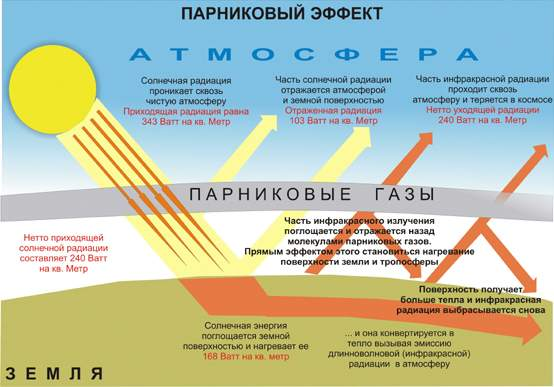 ПАРНИКОВЫЙ ЭФФЕКТ
АТМОСФЕРА
Солнечная радиация
проникает сквозь
чистую атмосферу
Приходящая радиация равна
343 Ватт на кв. Метр
Часть солнечной радиации
отражается атмосферой
и земной поверхностью
Отраженная радиация
103 Ватт на кв. Метр
Часть инфракрасной радиации
проходит сквозь
атмосферу и теряется в космосе
Нетто уходящей радиации
240 Ватт на кв. Метр
ПАРНИКОВЫЕ ГАЗЫ
Нетто приходящей
солнечной радиации
составляет 240 Ватт
на кв. Метр
Часть инфракрасного излучения
поглощается и отражается назад
молекулами парниковых газов.
Прямым эффектом этого становиться нагревание
поверхности земли и тропосферы
Поверхность получает
больше тепла и инфракрасная
радиация выбрасывается снова
Солнечная энергия
поглощается земной
поверхностью и нагревает ее
168 Ватт на кв. метр
... и она конвертируется в
тепло вызывая эмиссию
длинноволновой (инфракрасной)
радиации в атмосферу
ЗЕМЛЯ